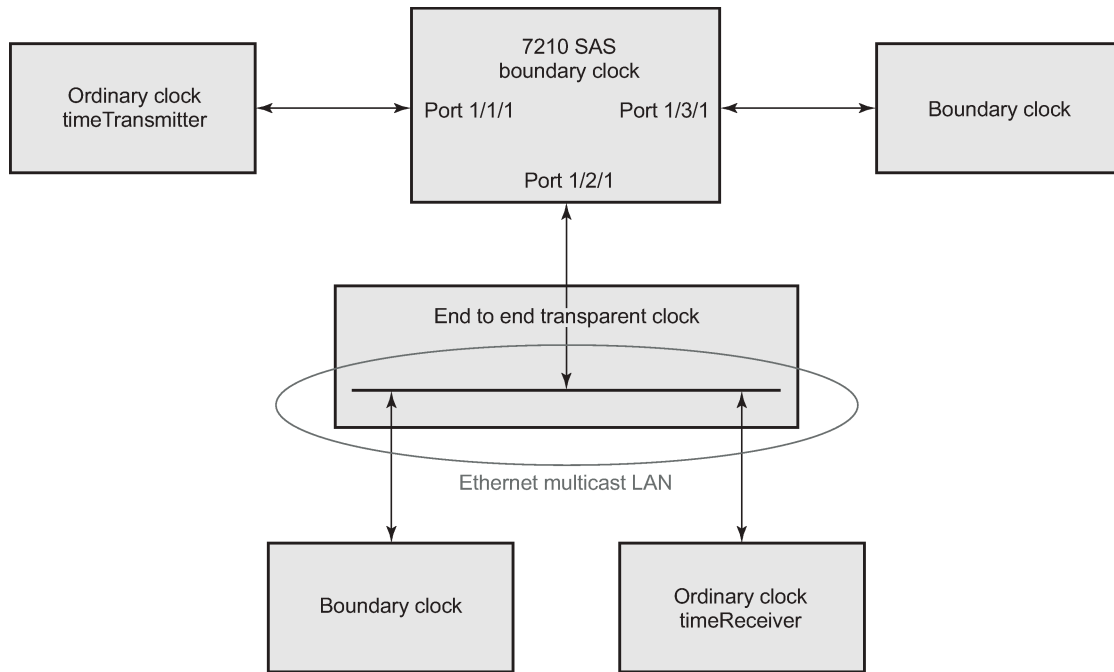 7210 SAS
boundary clock
Ordinary clock
timeTransmitter
Port 1/1/1
Port 1/3/1
Boundary clock
Port 1/2/1
End to end transparent clock
Ethernet multicast LAN
Boundary clock
Ordinary clock
timeReceiver